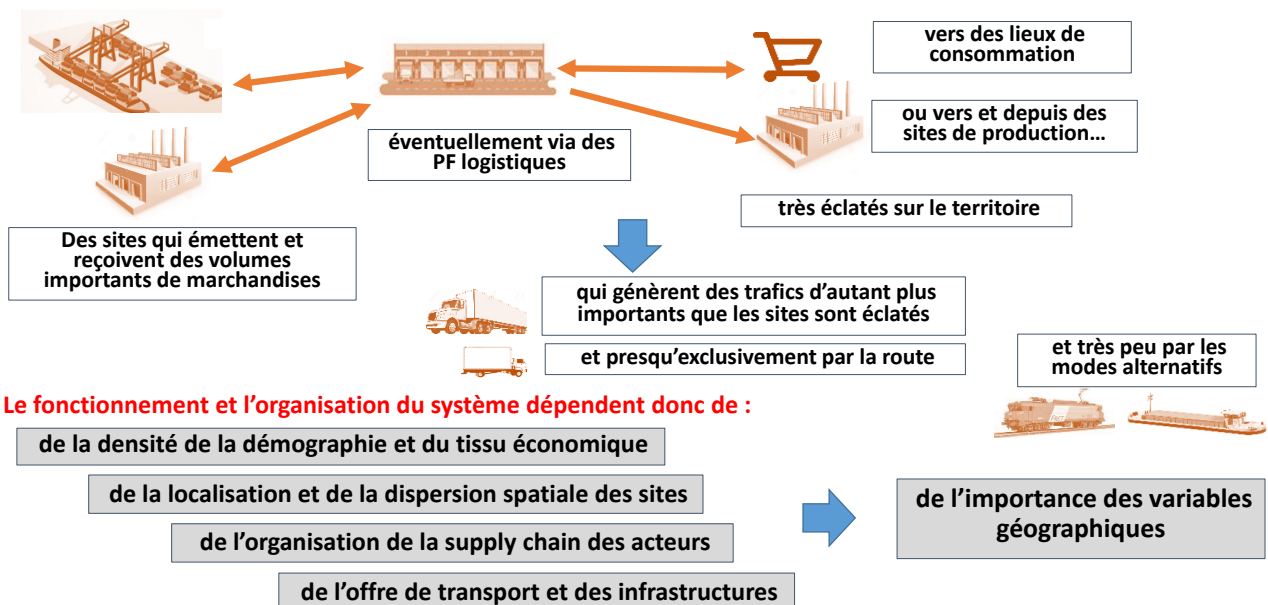 vers des lieux de
consommation
ou vers et depuis des
sites de production…
éventuellement via des
PF logistiques
très éclatés sur le territoire
Des sites qui émettent et
reçoivent des volumes
importants de marchandises
qui génèrent des trafics d’autant plus
importants que les sites sont éclatés
et presqu’exclusivement par la route
et très peu par les
modes alternatifs
Le fonctionnement et l’organisation du système dépendent donc de :
de la densité de la démographie et du tissu économique
de la localisation et de la dispersion spatiale des sites
de l’organisation de la supply chain des acteurs
de l’offre de transport et des infrastructures
de l’importance des variables
géographiques